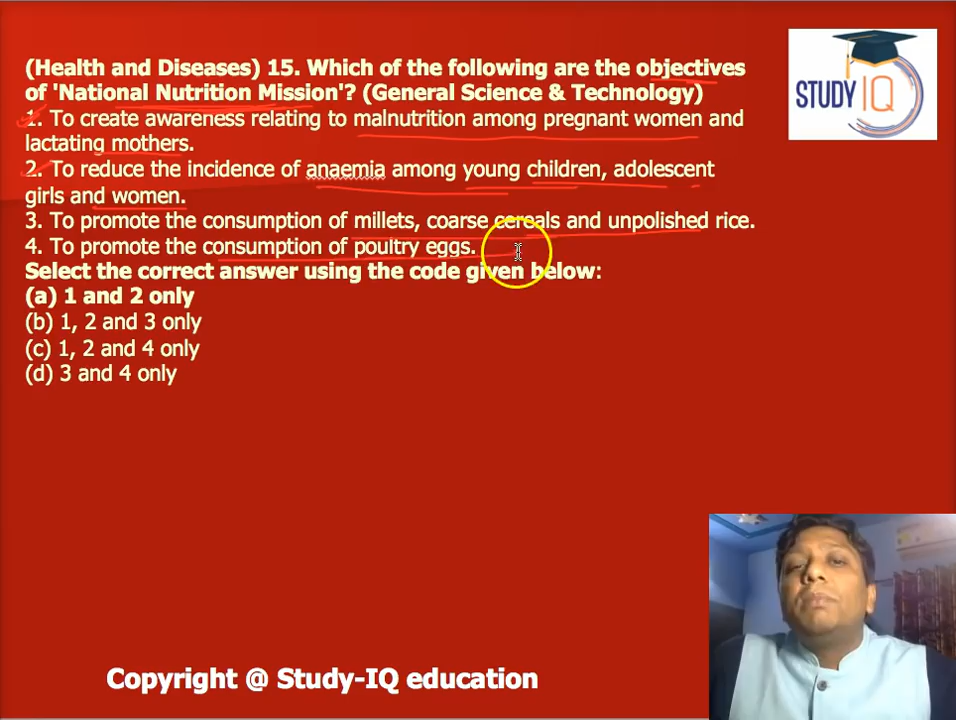 (Health and Diseases) 15. Which of the following are the objectives
of 'National Nutrition Mission'? (General Science & Technology)
1. To create awareness relating to malnutrition among pregnant women and
lactating mothers.
2. To reduce the incidence of anaemia among young children, adolescent
girls and women.
3. To promote the consumption of millets, coarse cereals and unpolished rice.
4. To promote the consumption of poultry eggs.
Select the correct answer using the code given below:
(a) 1 and 2 only
(b) 1, 2 and 3 only
(c) 1, 2 and 4 only
(d) 3 and 4 only
STUDY IQ
Copyright @ Study-IQ education